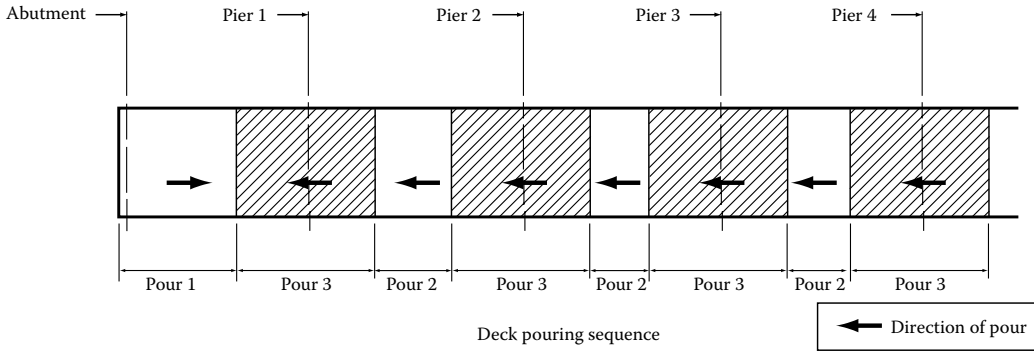 Abutment
Pier 1
Pier 2
Pier 3
Pier 4
Pour 1
Pour 3
Pour 2
Pour 3
Pour 2
Pour 3
Pour 2
Pour 3
Deck pouring sequence
Direction of pour